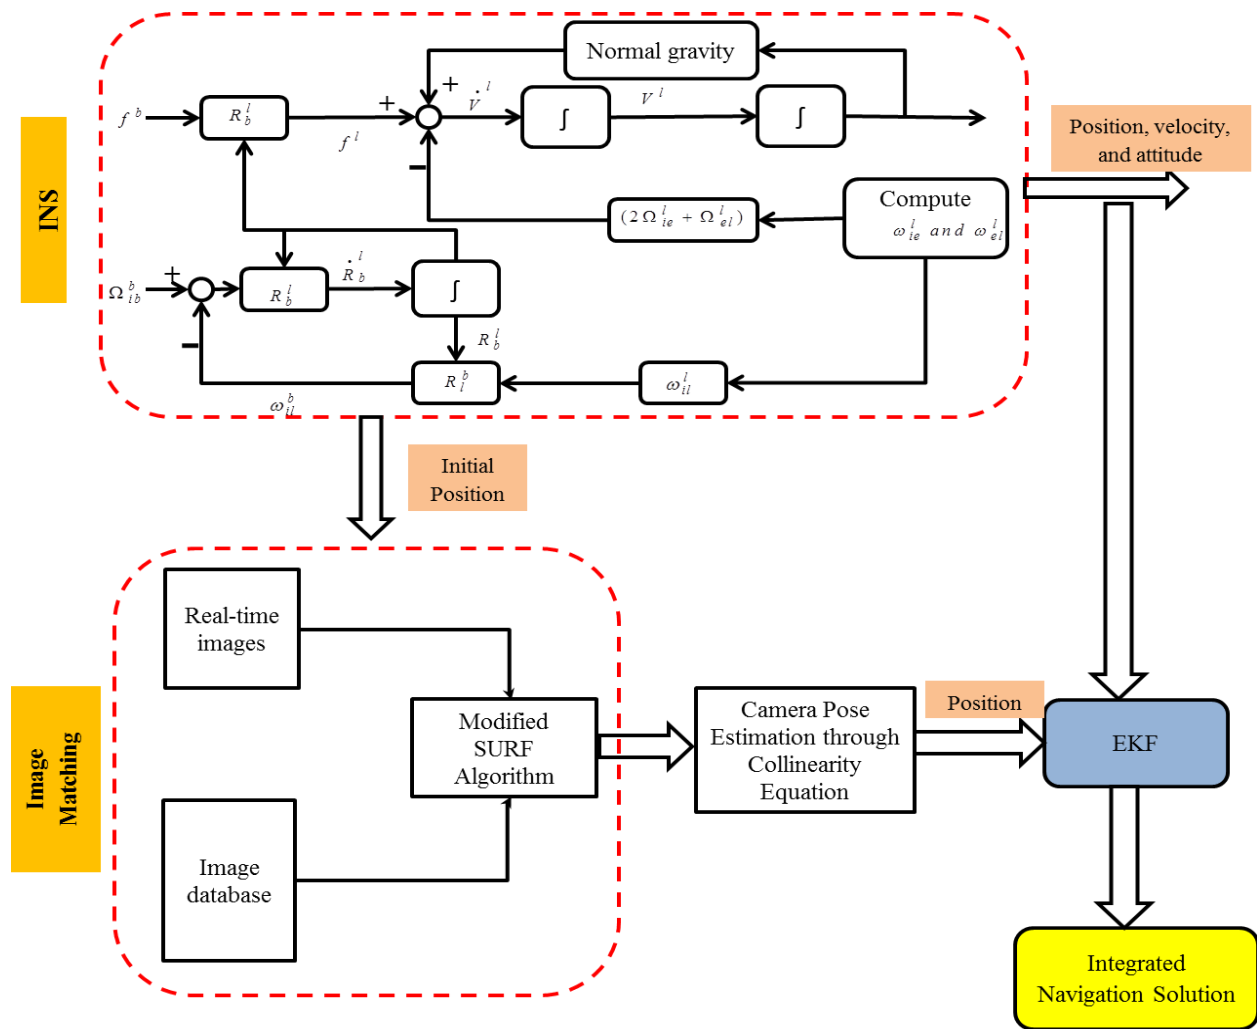 Normal gravity
+
+
V̇^l
V^l
f^b
R_b^l
f^l
∫
∫
Position, velocity,
and attitude
−
INS
(2 Ω_ie^l + Ω_el^l)
Compute
ω_ie^l and ω_el^l
+
Ω_ib^b
R_b^l
Ṙ_b^l
∫
−
R_b^l
R_l^b
ω_il^l
ω_il^b
Initial
Position
Real-time
images
Image
Matching
Modified
SURF
Algorithm
Camera Pose
Estimation through
Collinearity
Equation
Position
EKF
Image
database
Integrated
Navigation Solution